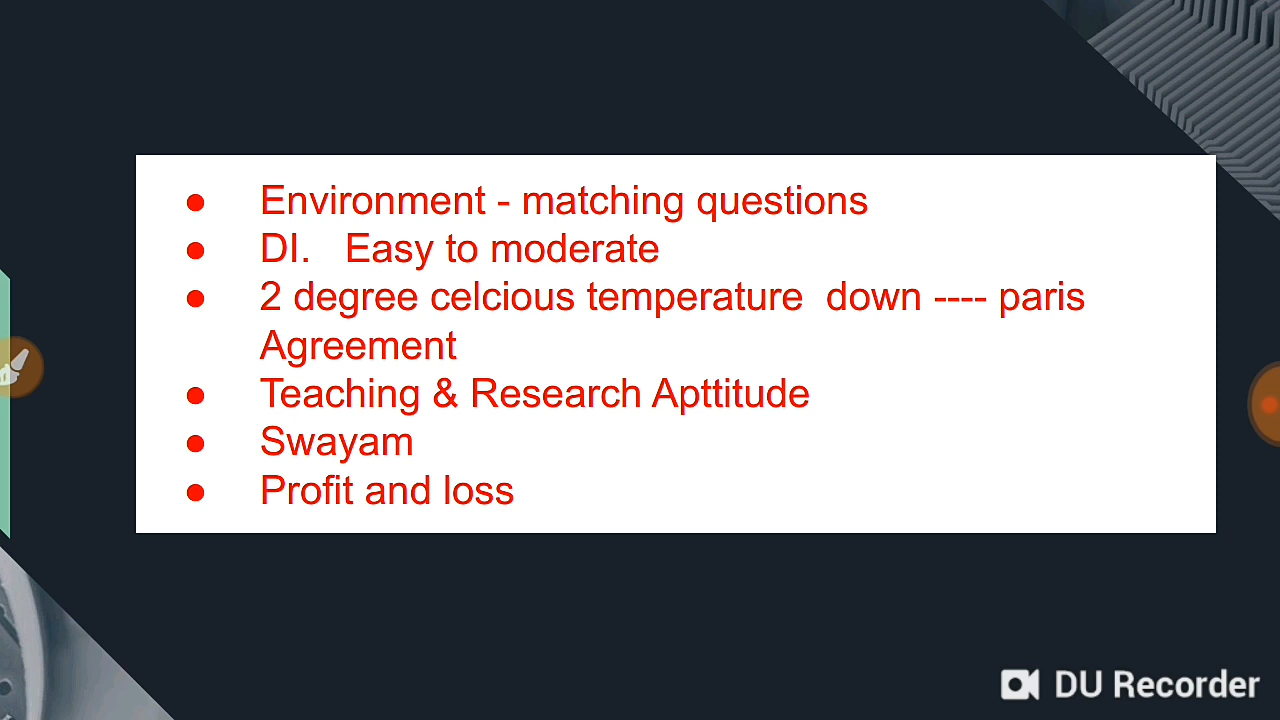 ● Environment - matching questions
● DI. Easy to moderate
● 2 degree celcious temperature down ---- paris
Agreement
● Teaching & Research Apttitude
● Swayam
● Profit and loss
DU Recorder